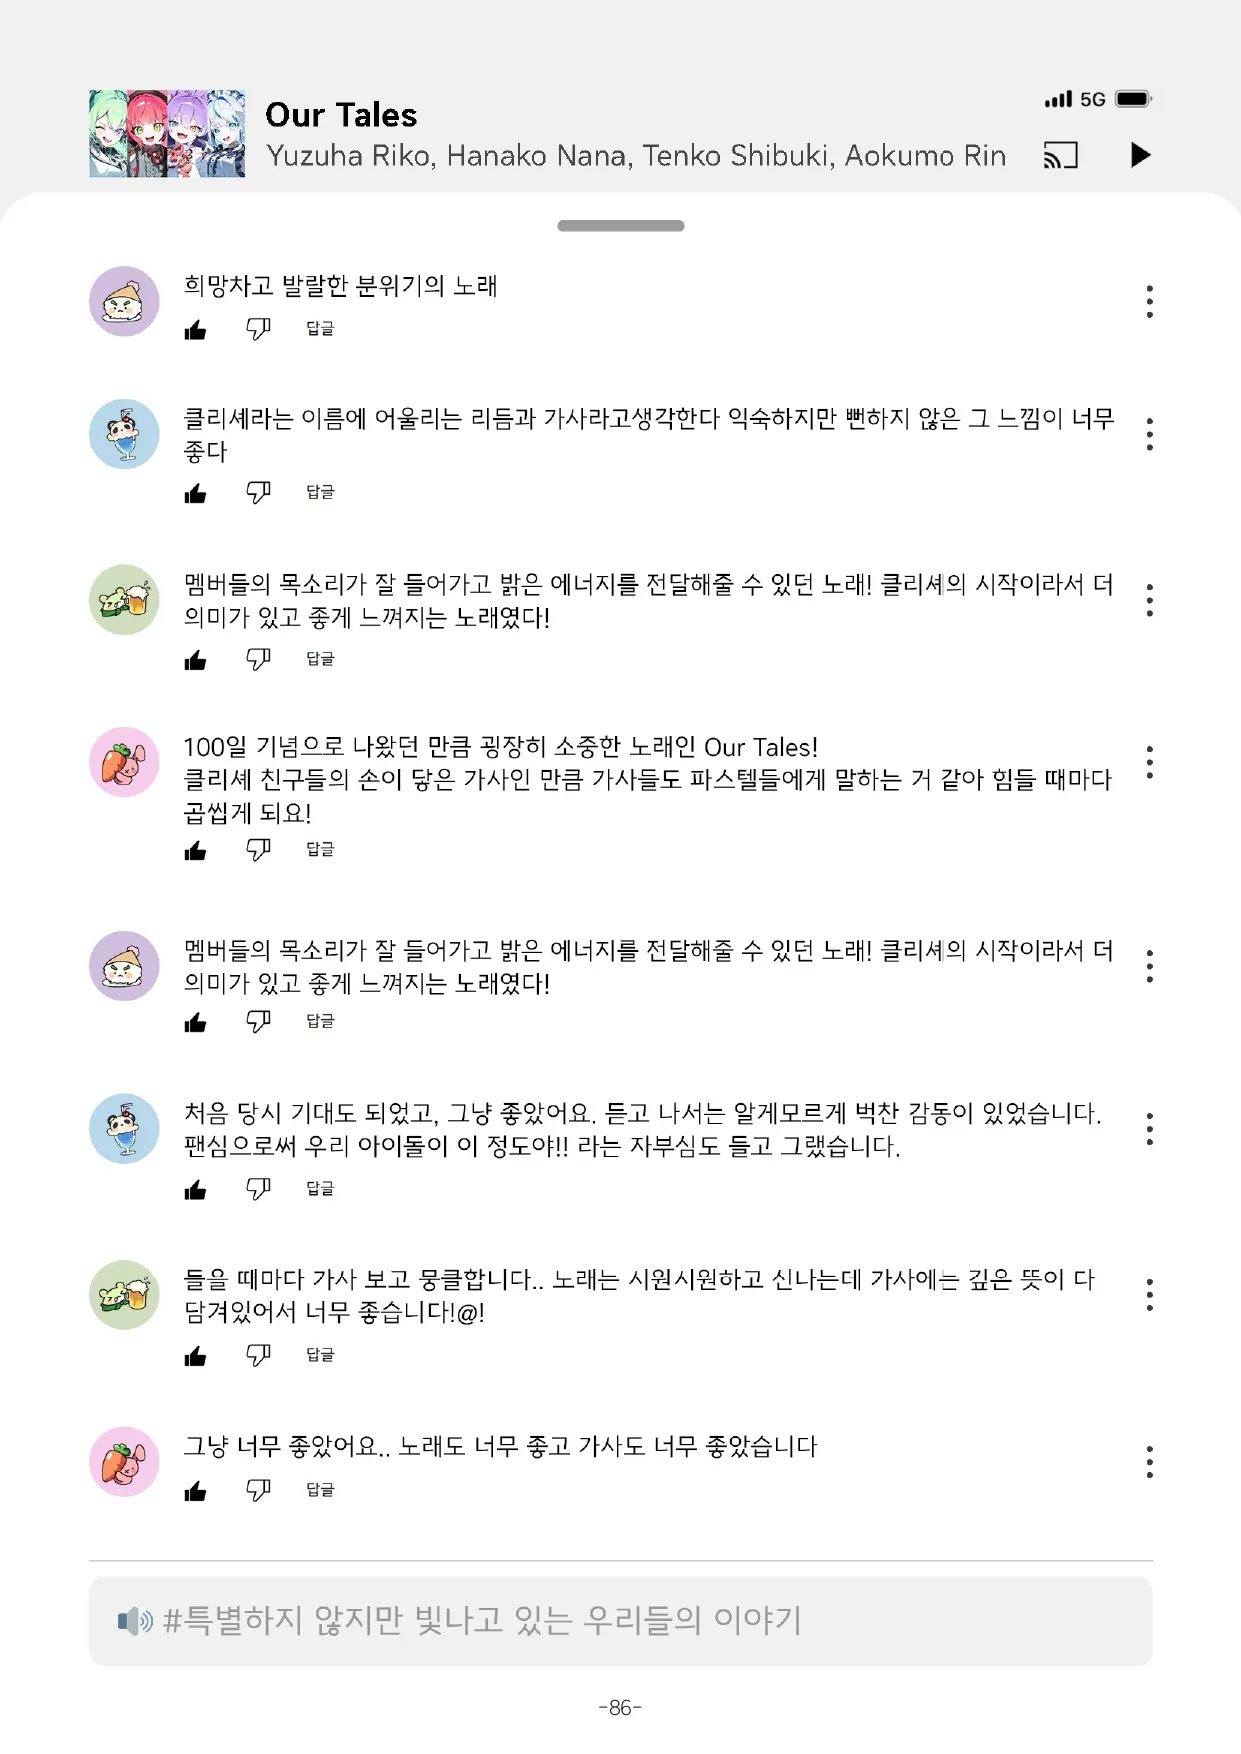 Our Tales
5G
Yuzuha Riko, Hanako Nana, Tenko Shibuki, Aokumo Rin
희망차고 발랄한 분위기의 노래
답글
클리셰라는 이름에 어울리는 리듬과 가사라고생각한다 익숙하지만 뻔하지 않은 그 느낌이 너무
좋다
답글
멤버들의 목소리가 잘 들어가고 밝은 에너지를 전달해줄 수 있던 노래! 클리셔의 시작이라서 더
의미가 있고 좋게 느껴지는 노래였다!
답글
100일 기념으로 나왔던 만큼 굉장히 소중한 노래인 Our Tales!
클리셰 친구들의 손이 닿은 가사인 만큼 가사들도 파스텔들에게 말하는 거 같아 힘들 때마다
곱씹게 되요!
답글
멤버들의 목소리가 잘 들어가고 밝은 에너지를 전달해줄 수 있던 노래! 클리셔의 시작이라서 더
의미가 있고 좋게 느껴지는 노래였다!
답글
처음 당시 기대도 되었고, 그냥 좋았어요. 듣고 나서는 알게모르게 벅찬 감동이 있었습니다.
팬심으로써 우리 아이돌이 이 정도야!! 라는 자부심도 들고 그랬습니다.
답글
들을 때마다 가사 보고 뭉클합니다.. 노래는 시원시원하고 신나는데 가사에는 깊은 뜻이 다
담겨있어서 너무 좋습니다!@!
답글
그냥 너무 좋았어요.. 노래도 너무 좋고 가사도 너무 좋았습니다
답글
#특별하지 않지만 빛나고 있는 우리들의 이야기
-86-